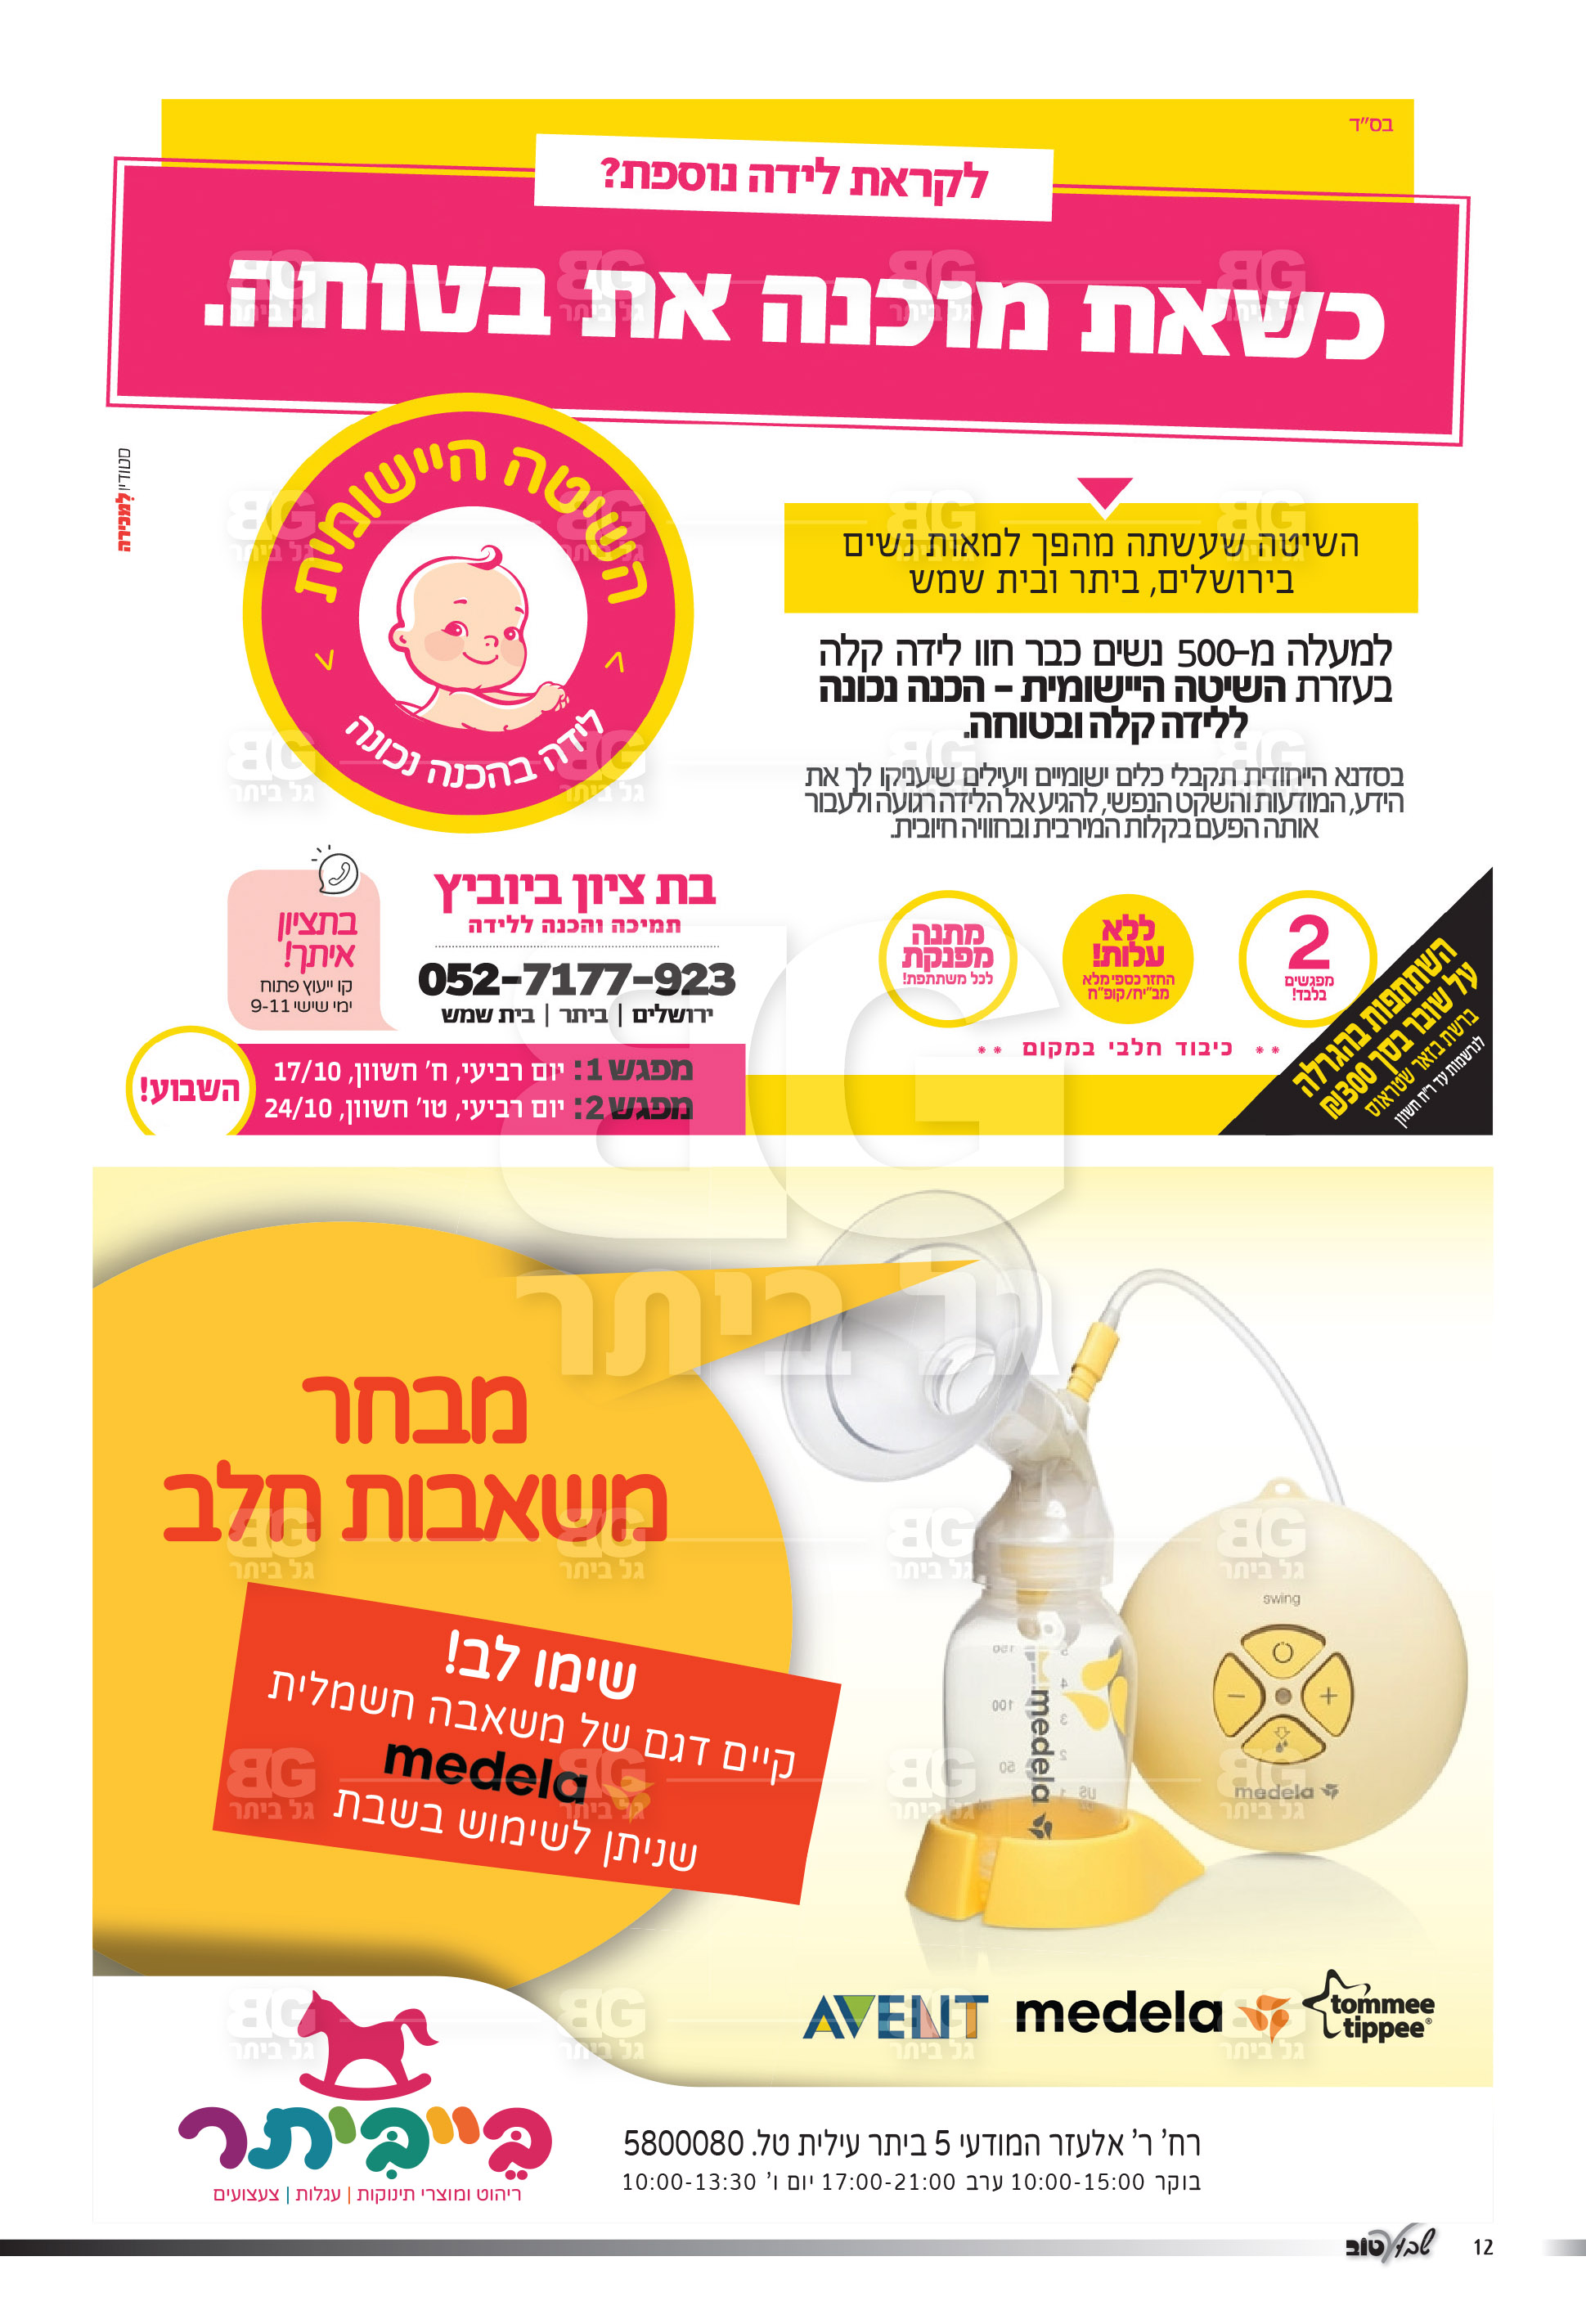 בס"ד
לקראת לידה נוספת?
כשאת מוכנה את בטוחה.
סטודיו למכירה
השיטה היישומית
לידה בהכנה נכונה
השיטה שעשתה מהפך למאות נשים
בירושלים, ביתר ובית שמש
למעלה מ-500 נשים כבר חוו לידה קלה
בעזרת השיטה היישומית - הכנה נכונה
ללידה קלה ובטוחה.
בסדנא הייחודית תקבלי כלים ישומיים ויעילים שיעניקו לך את
הידע, המודעות והשקט הנפשי, להגיע אל הלידה רגועה ולעבור
אותה הפעם בקלות המירבית ובחוויה חיובית.
2
מפגשים
בלבד!
ללא
עלות!
החזר כספי מלא
מב"יח/קופ"ח
מתנה
מפנקת
לכל משתתפת!
** כיבוד חלבי במקום **
השתתפות בהגרלה
על שובר בסך 300₪
ברשת בזאר שטראוס
לנרשמות עד ר"ח חשוון
בת ציון ביוביץ
תמיכה והכנה ללידה
052-7177-923
ירושלים | ביתר | בית שמש
בתציון
איתך!
קו ייעוץ פתוח
ימי שישי 9-11
מפגש 1: יום רביעי, ח' חשוון, 17/10
מפגש 2: יום רביעי, טו' חשוון, 24/10
השבוע!
מבחר
משאבות חלב
שימו לב!
קיים דגם של משאבה חשמלית
medela
שניתן לשימוש בשבת
swing
medela
medela
150
100
50
AVENT medela tommee tippee®
בייביתר
ריהוט ומוצרי תינוקות | עגלות | צעצועים
רח' ר' אלעזר המודעי 5 ביתר עילית טל. 5800080
בוקר 10:00-15:00 ערב 17:00-21:00 יום ו' 10:00-13:30
BG
גל ביתר
שבוע טוב
12